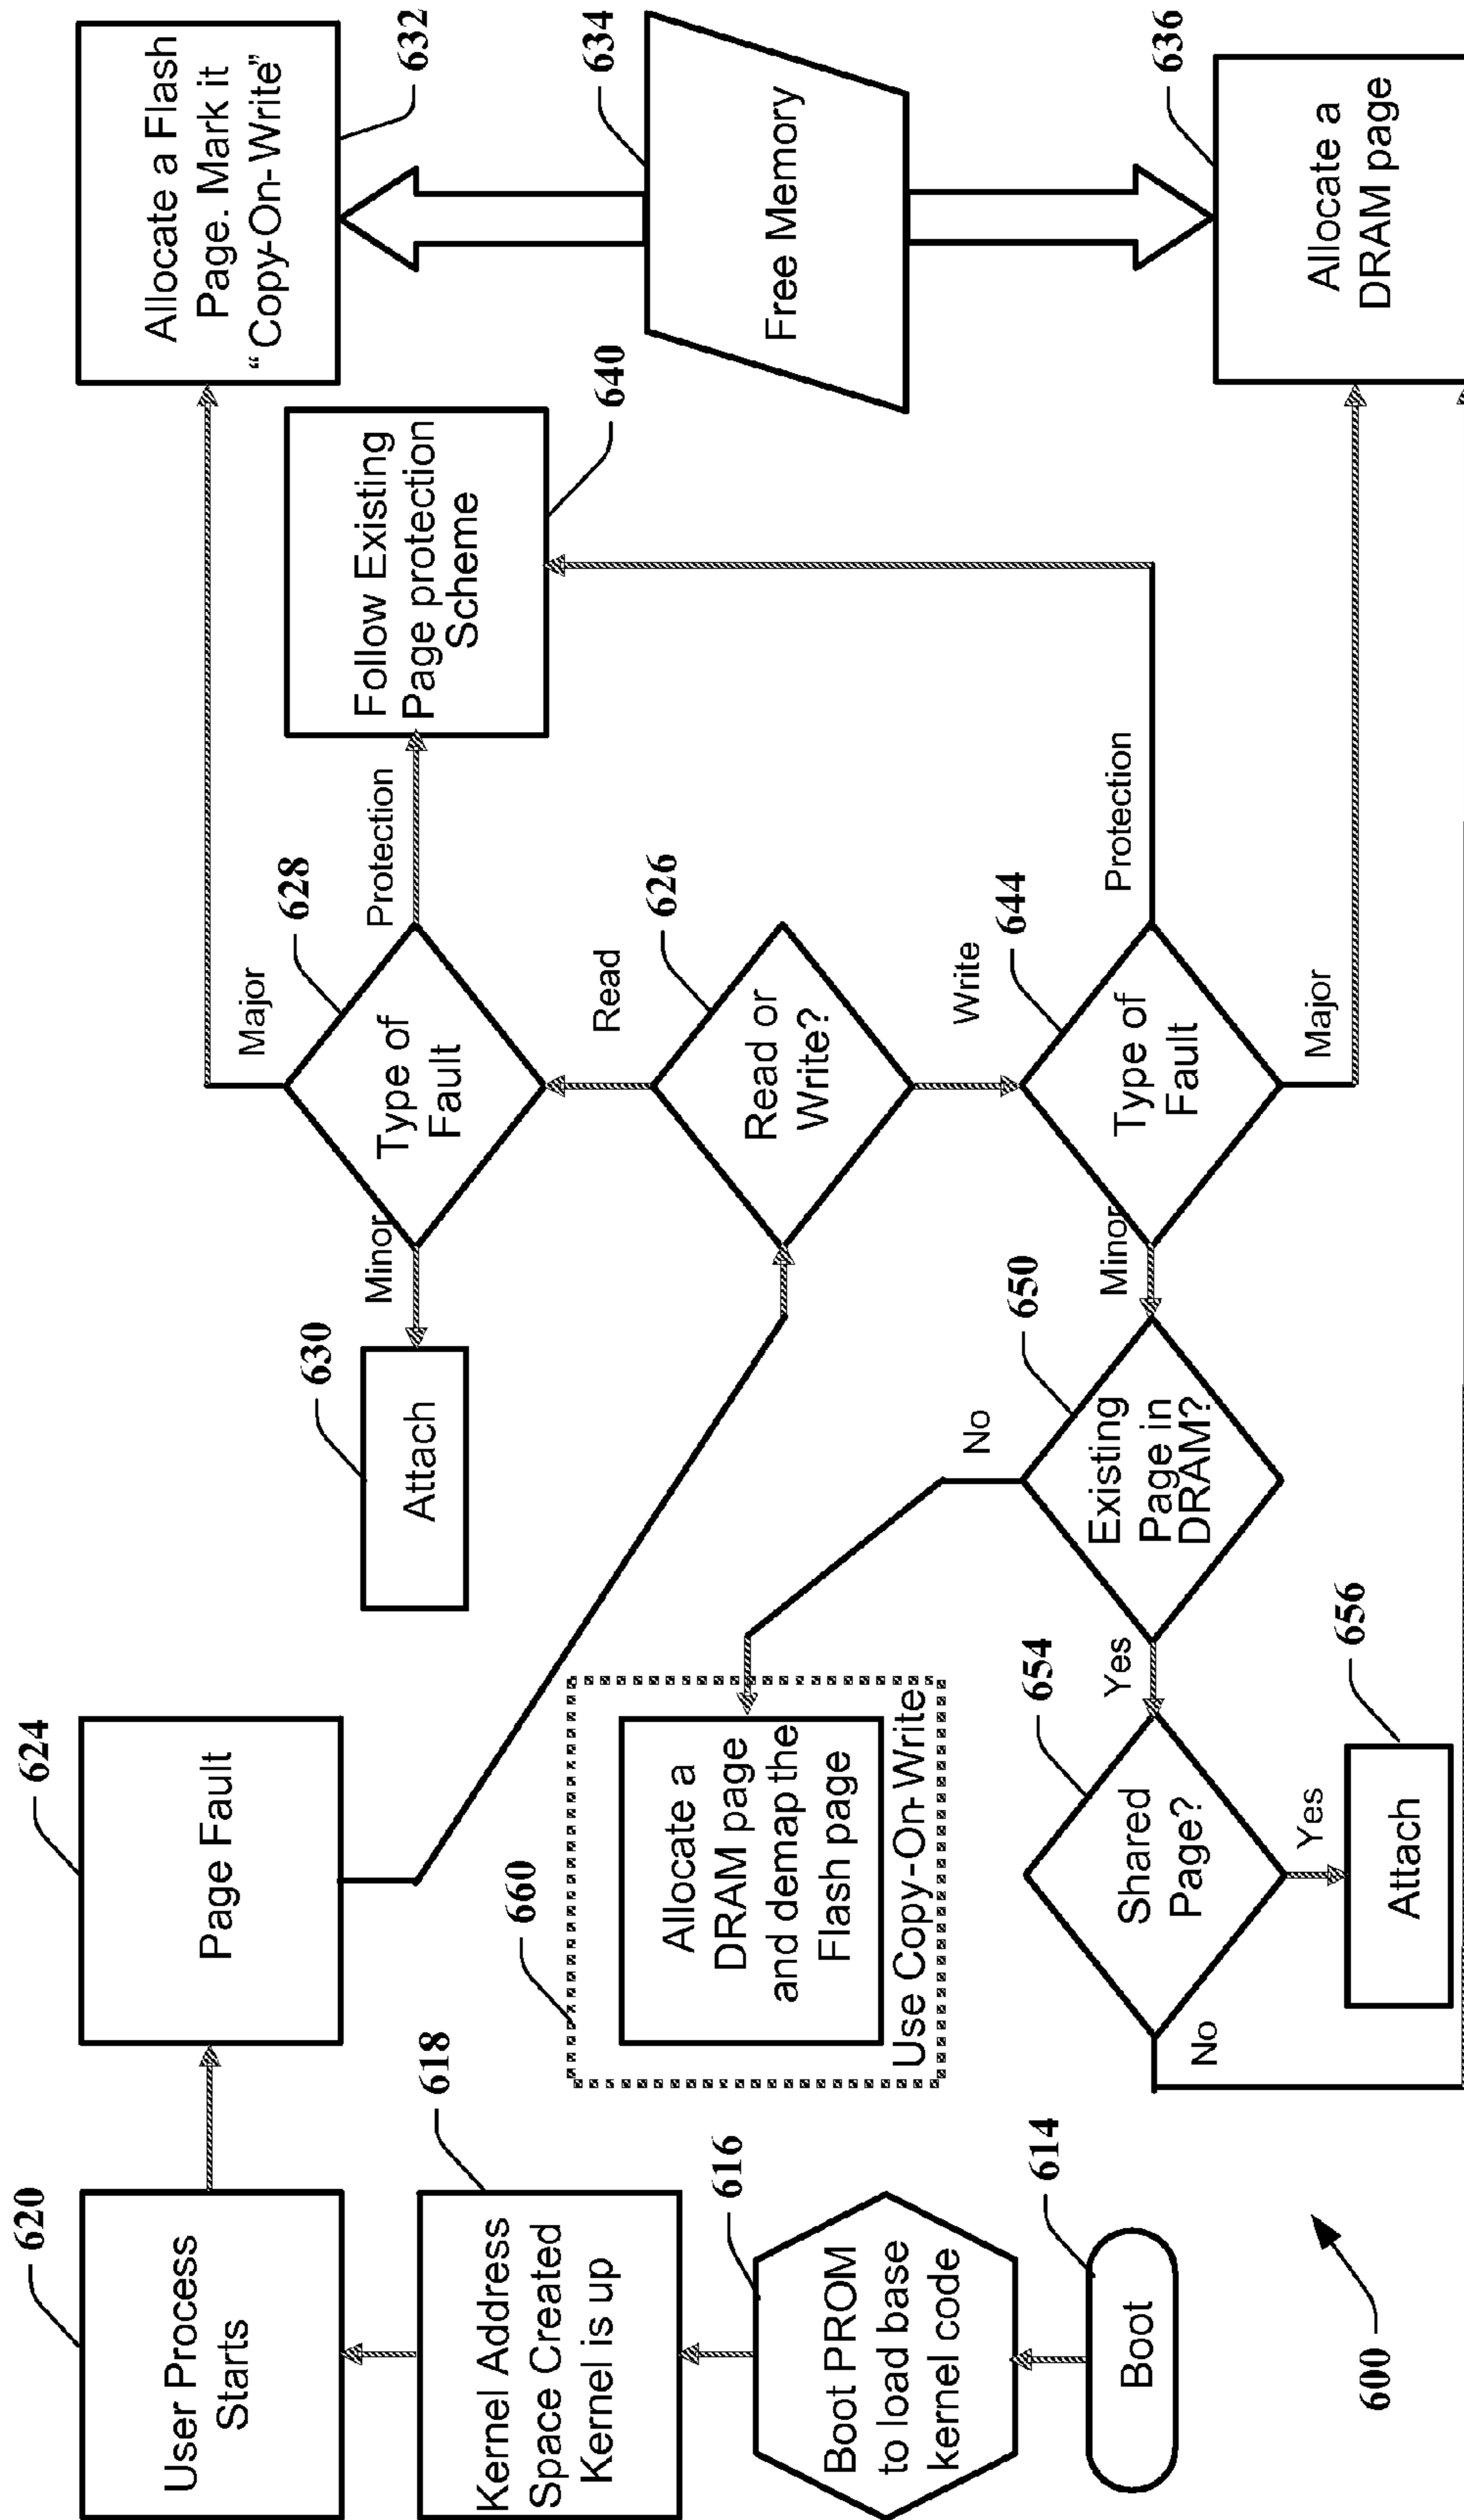 620
User Process
Starts
624
Page Fault
632
Allocate a Flash
Page. Mark it
“Copy-On-Write”
618
Kernel Address
Space Created
Kernel is up
630
Attach
Minor
628
Type of
Fault
Major
Protection
640
Follow Existing
Page protection
Scheme
616
Boot PROM
to load base
kernel code
660
Allocate a
DRAM page
and demap the
Flash page
Use Copy-On-Write
626
Read or
Write?
Read
Write
634
Free Memory
614
Boot
654
Shared
Page?
Yes
No
656
Attach
Yes
650
Existing
Page in
DRAM?
No
Minor
644
Type of
Fault
Protection
Major
636
Allocate a
DRAM page
600